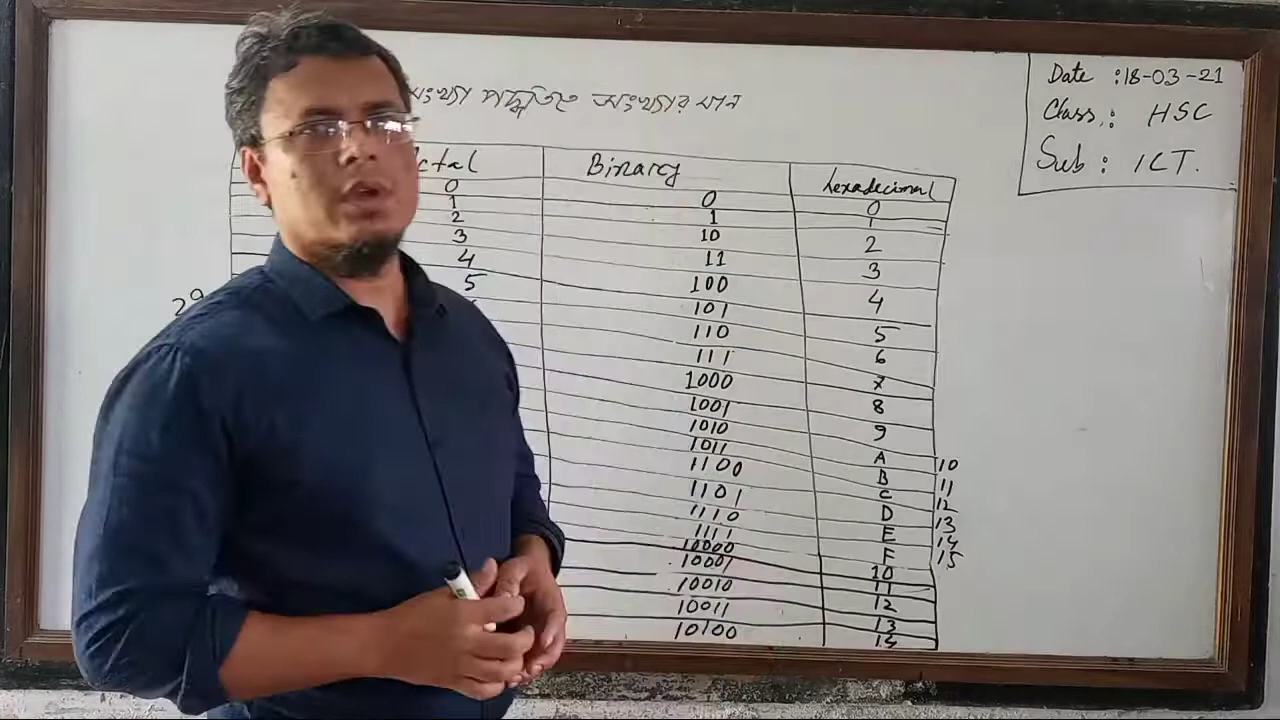 সংখ্যা পদ্ধতিতে সংখ্যার মান
Date : 18-03-21
Class : HSC
Sub : ICT.
ctal Binary hexadecimal
0 0 0
1 1 1
2 10 2
3 11 3
4 100 4
5 101 5
110 6
111 7
1000 8
1001 9
1010 A 10
1011 B 11
1100 C 12
1101 D 13
1110 E 14
1111 F 15
10000 10
10001 11
10010 12
10011 13
10100 14
29